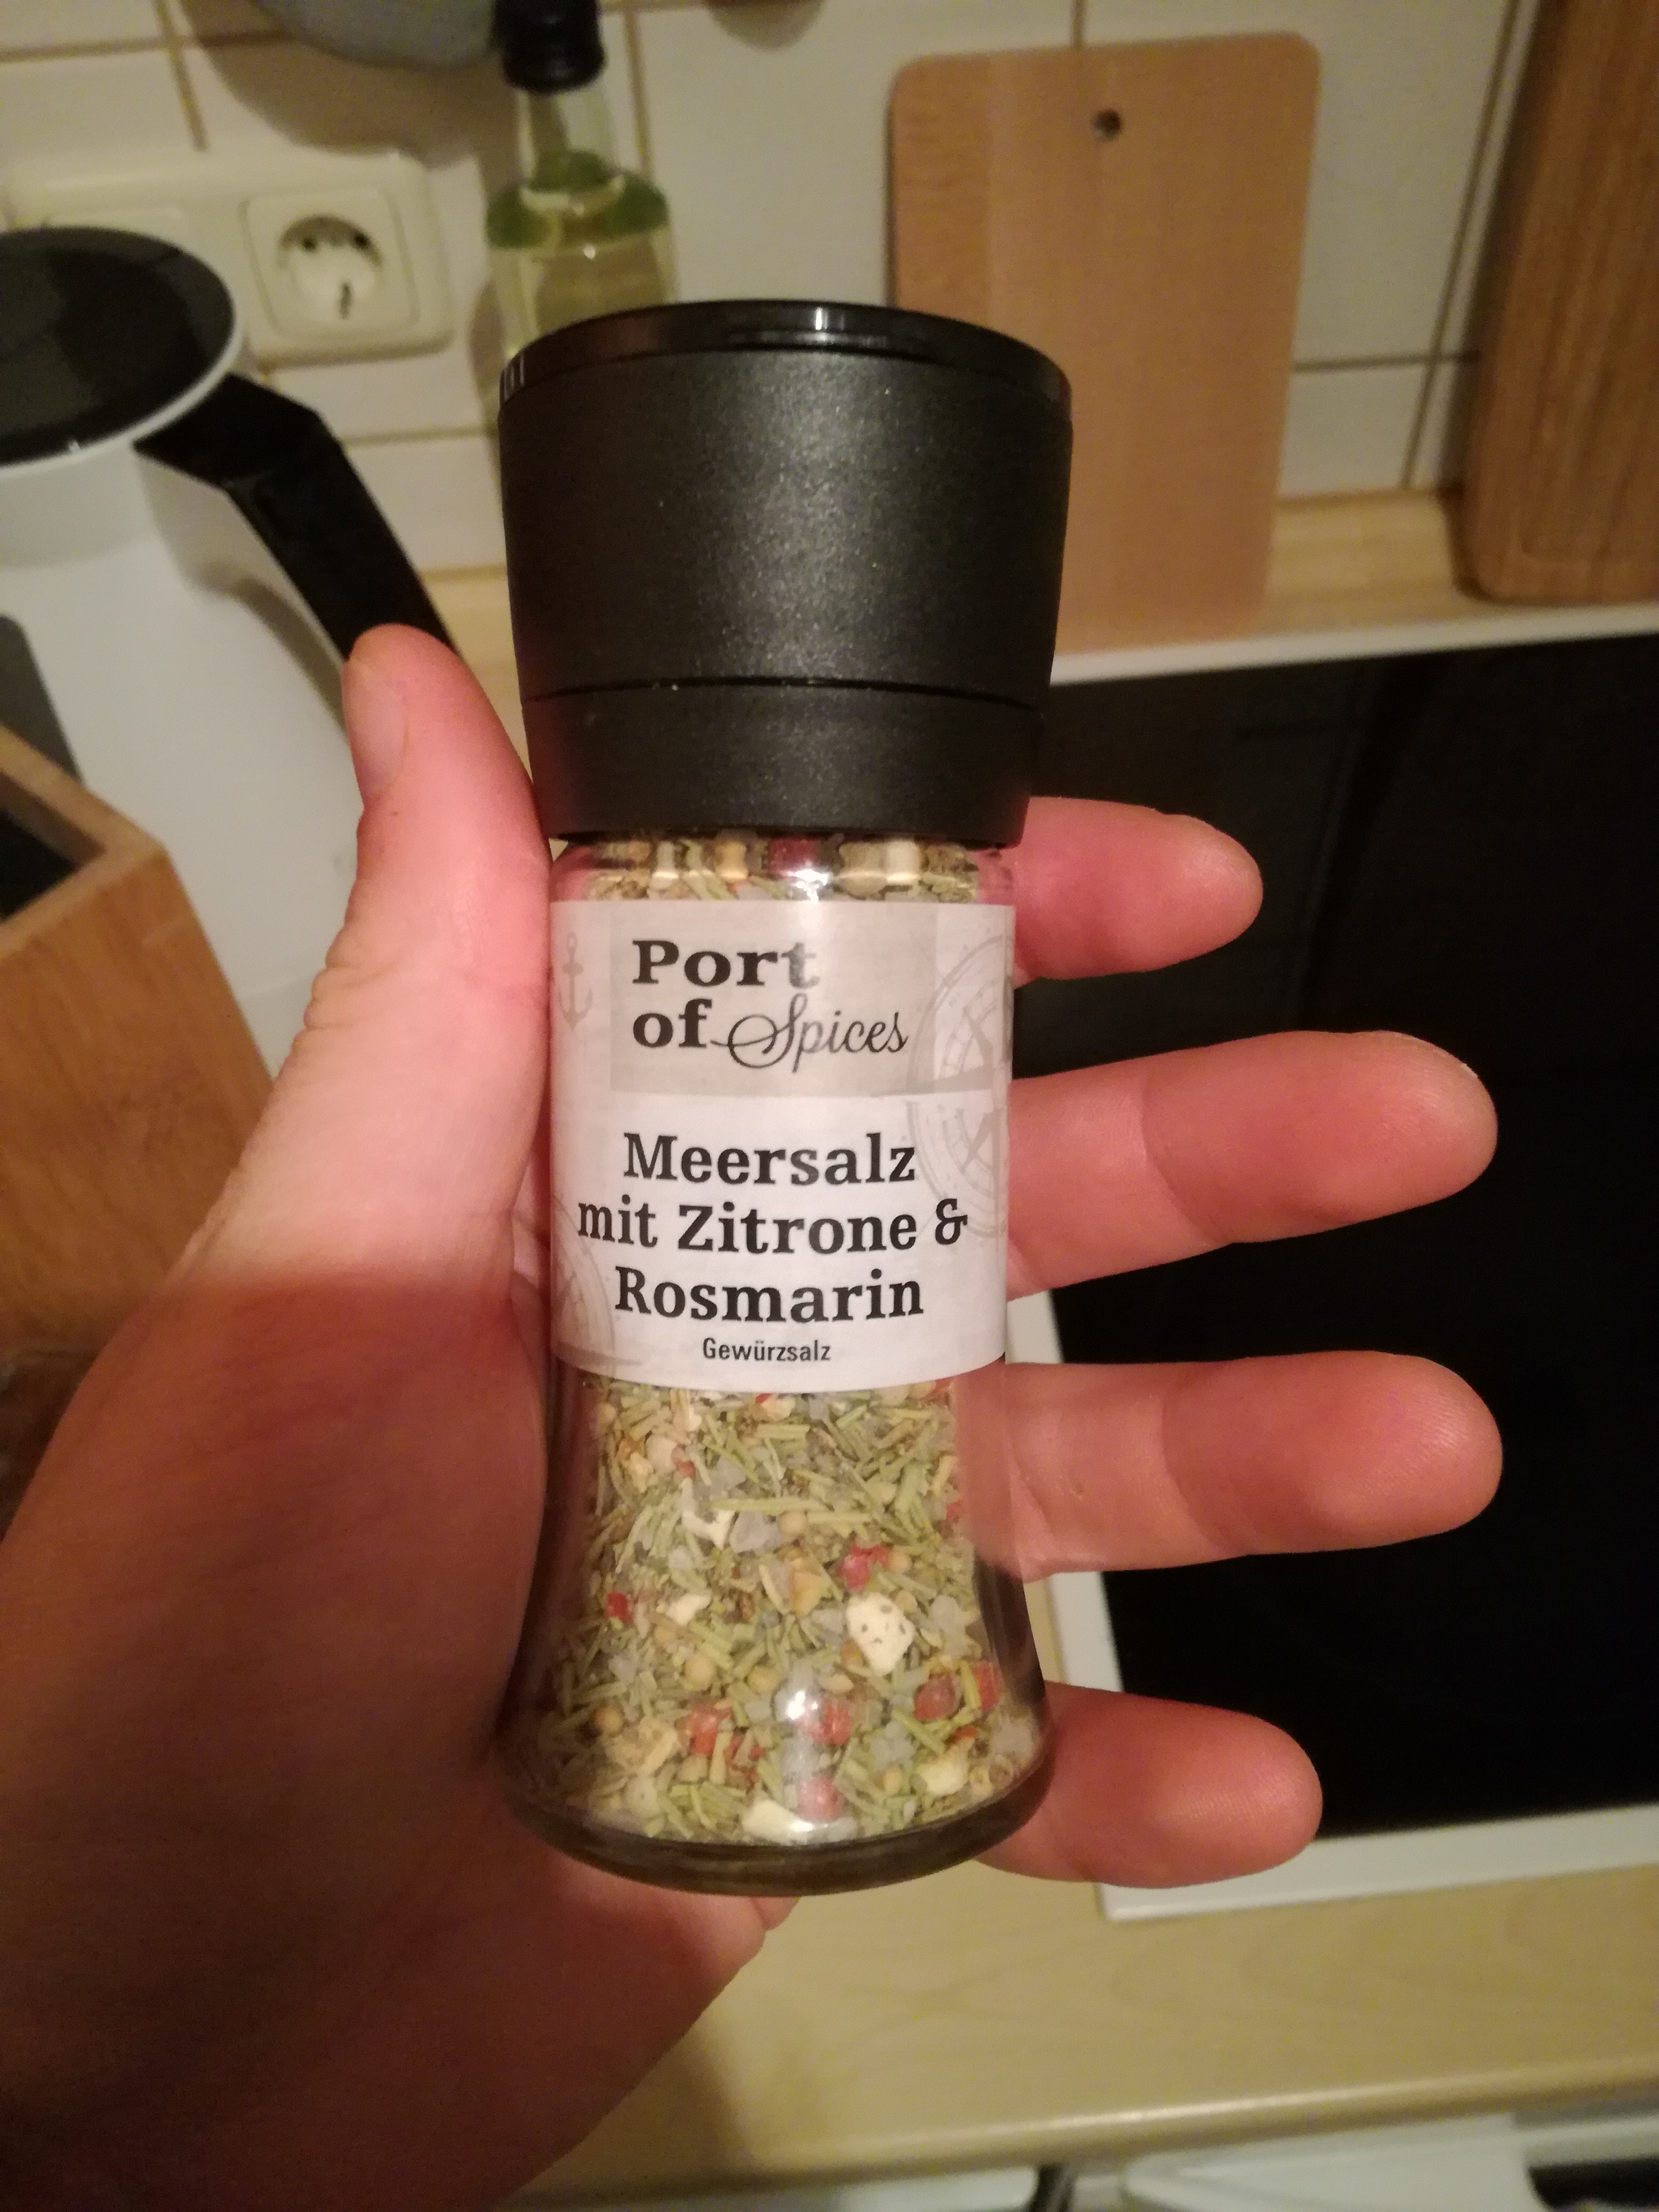 Port
of Spices
Meersalz
mit Zitrone &
Rosmarin
Gewürzsalz